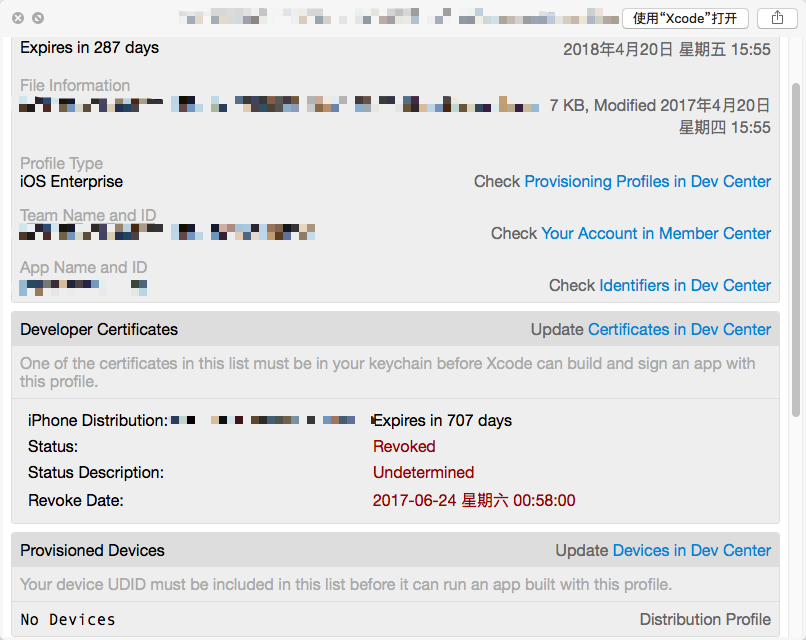 使用“Xcode”打开
Expires in 287 days
2018年4月20日 星期五 15:55
File Information
7 KB, Modified 2017年4月20日
星期四 15:55
Profile Type
iOS Enterprise
Check Provisioning Profiles in Dev Center
Team Name and ID
Check Your Account in Member Center
App Name and ID
Check Identifiers in Dev Center
Developer Certificates
Update Certificates in Dev Center
One of the certificates in this list must be in your keychain before Xcode can build and sign an app with
this profile.
iPhone Distribution:
Expires in 707 days
Status:
Revoked
Status Description:
Undetermined
Revoke Date:
2017-06-24 星期六 00:58:00
Provisioned Devices
Update Devices in Dev Center
Your device UDID must be included in this list before it can run an app built with this profile.
No Devices
Distribution Profile